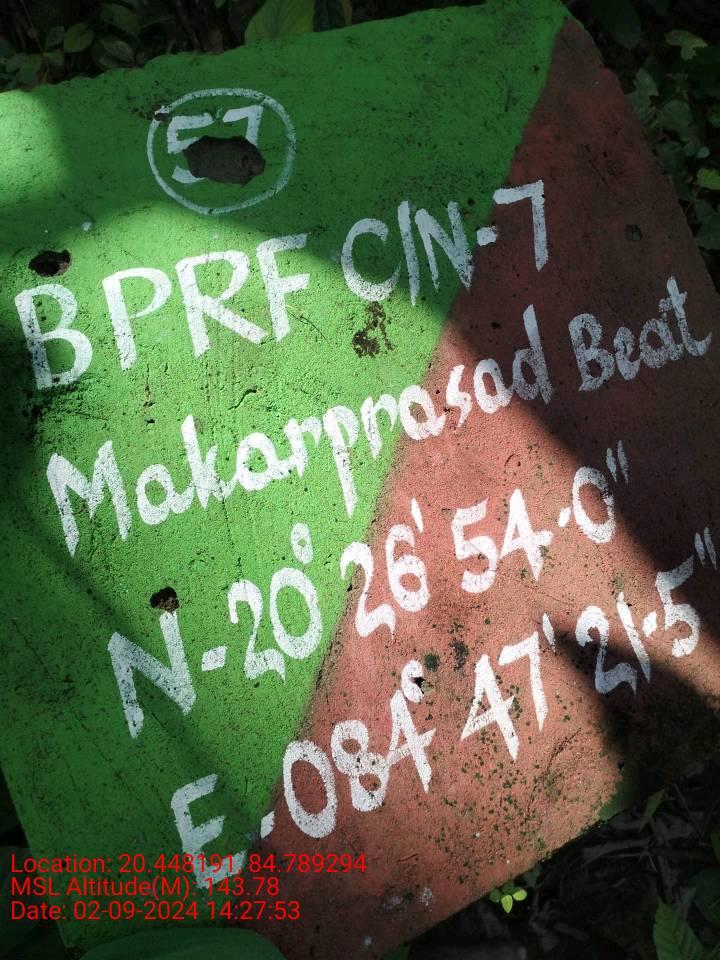 57
BPRF C/N-7
Makarprasad Beat
N-20° 26' 54.0"
E-084° 47' 21.5"
Location: 20.448191, 84.789294
MSL Altitude(M): 143.78
Date: 02-09-2024 14:27:53